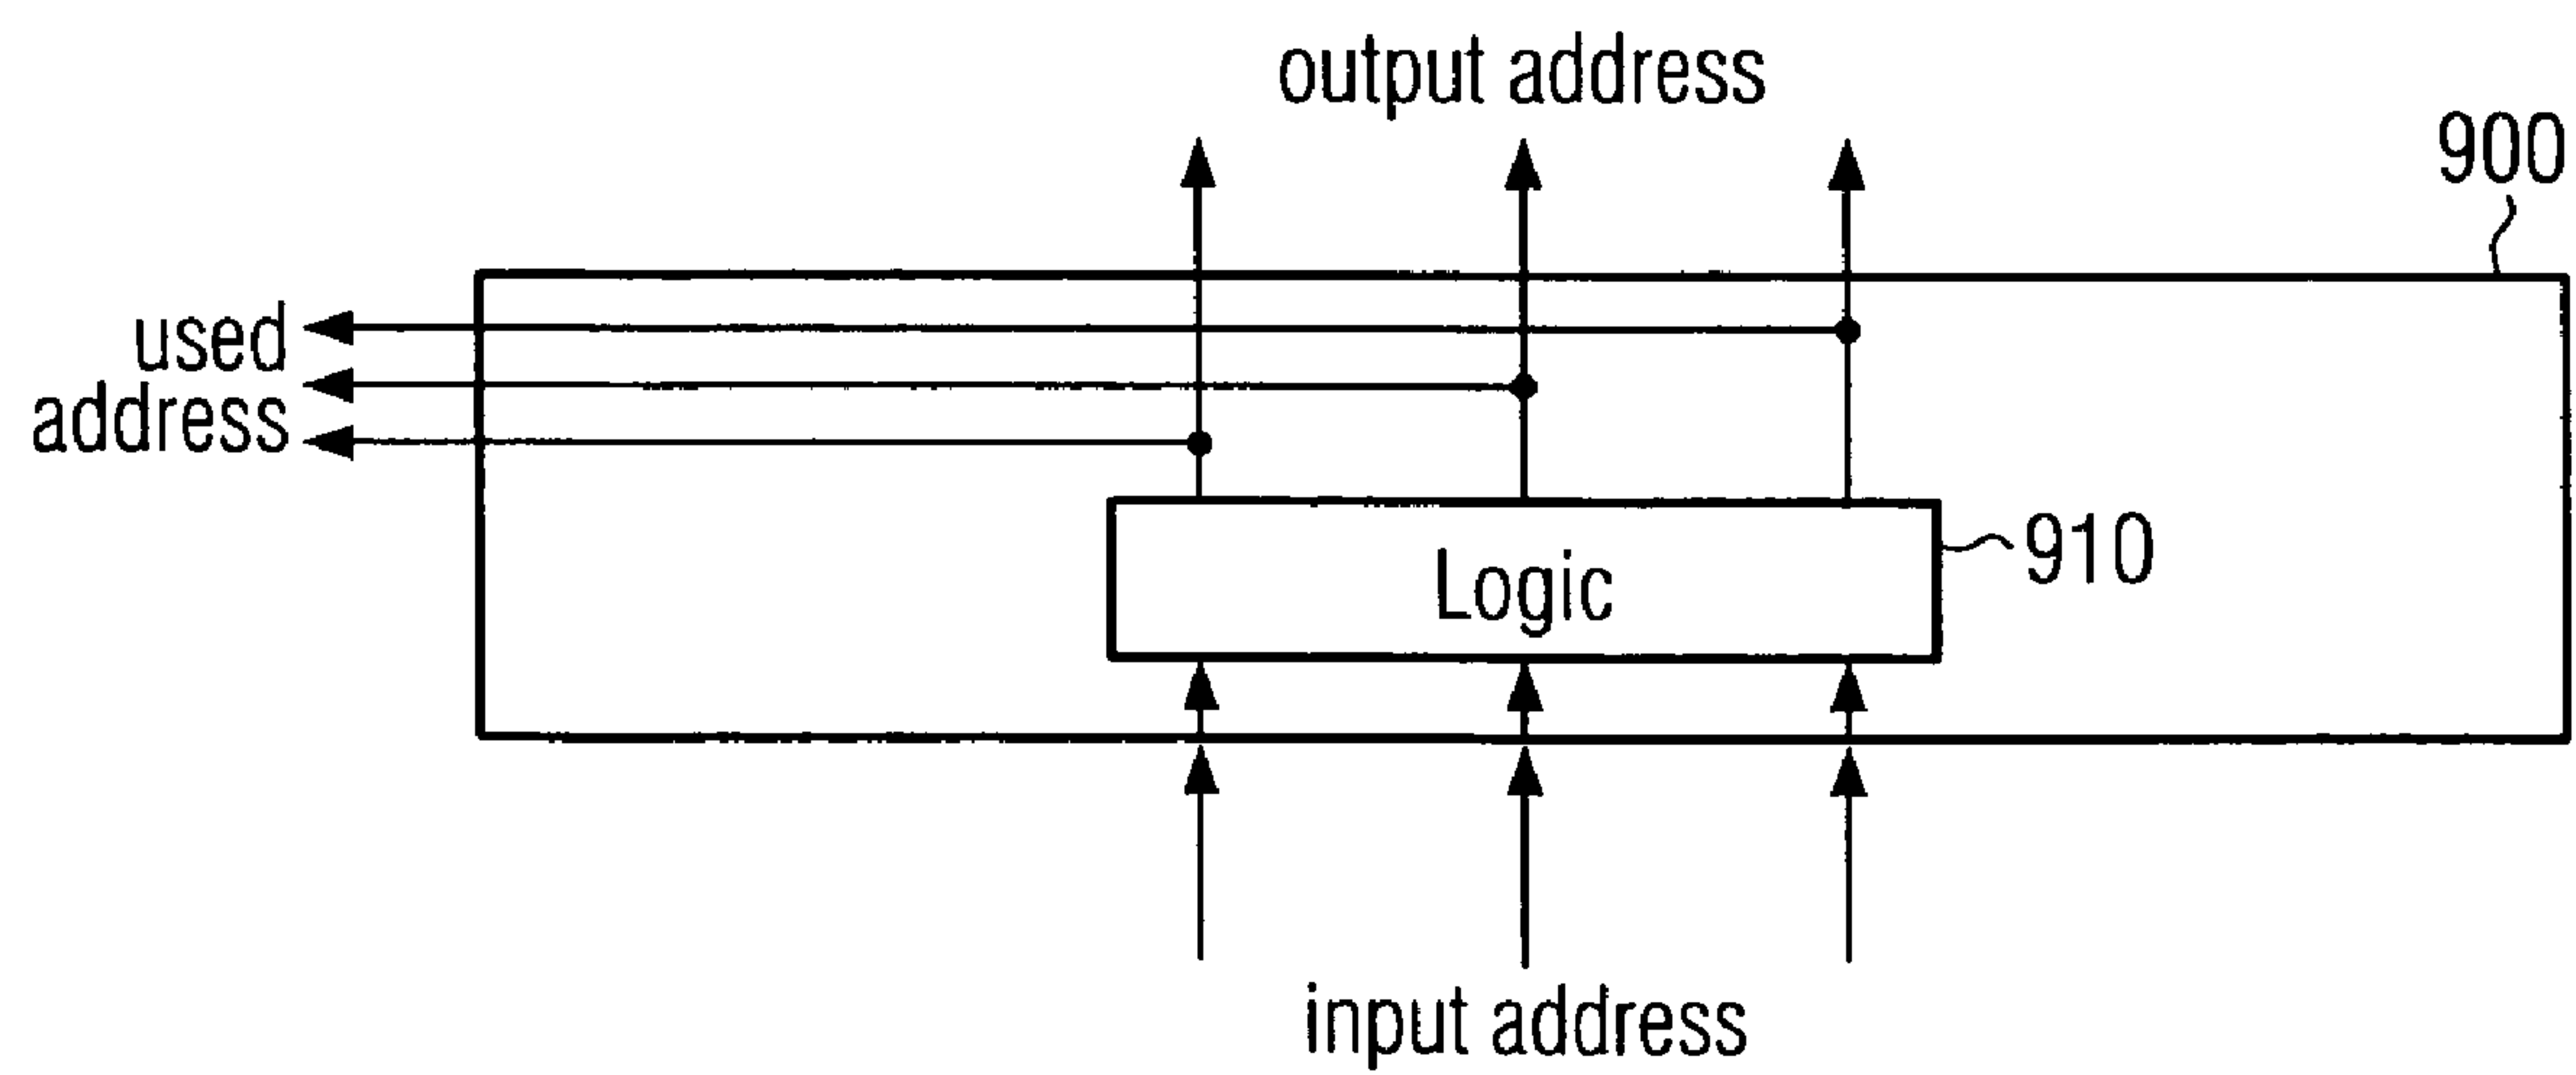 output address
900
used
address
Logic
910
input address